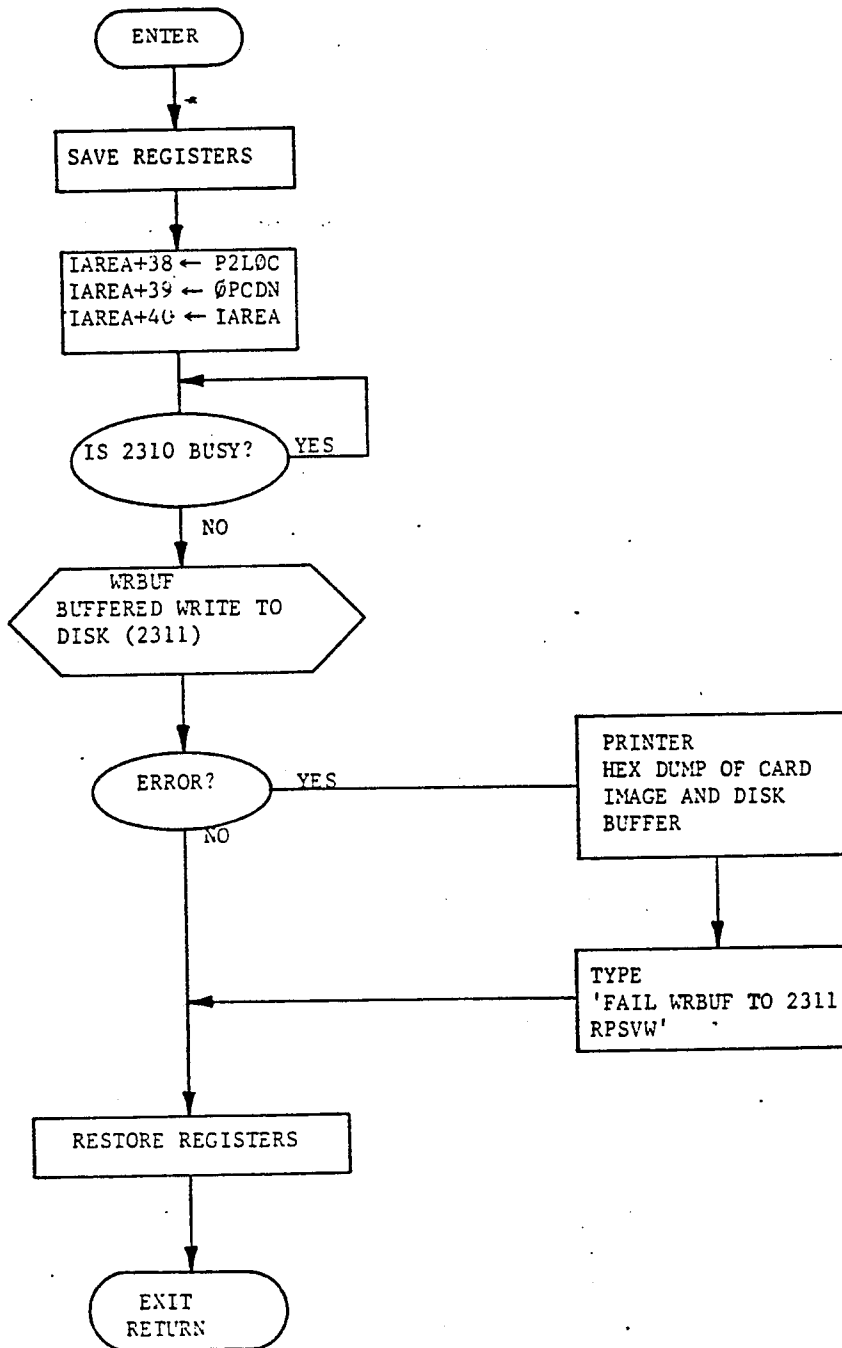 ENTER
SAVE REGISTERS
IAREA+38 ← P2LØC
IAREA+39 ← ØPCDN
IAREA+40 ← IAREA
IS 2310 BUSY?
YES
NO
WRBUF
BUFFERED WRITE TO
DISK (2311)
ERROR?
YES
NO
PRINTER
HEX DUMP OF CARD
IMAGE AND DISK
BUFFER
TYPE
'FAIL WRBUF TO 2311
RPSVW'
RESTORE REGISTERS
EXIT
RETURN